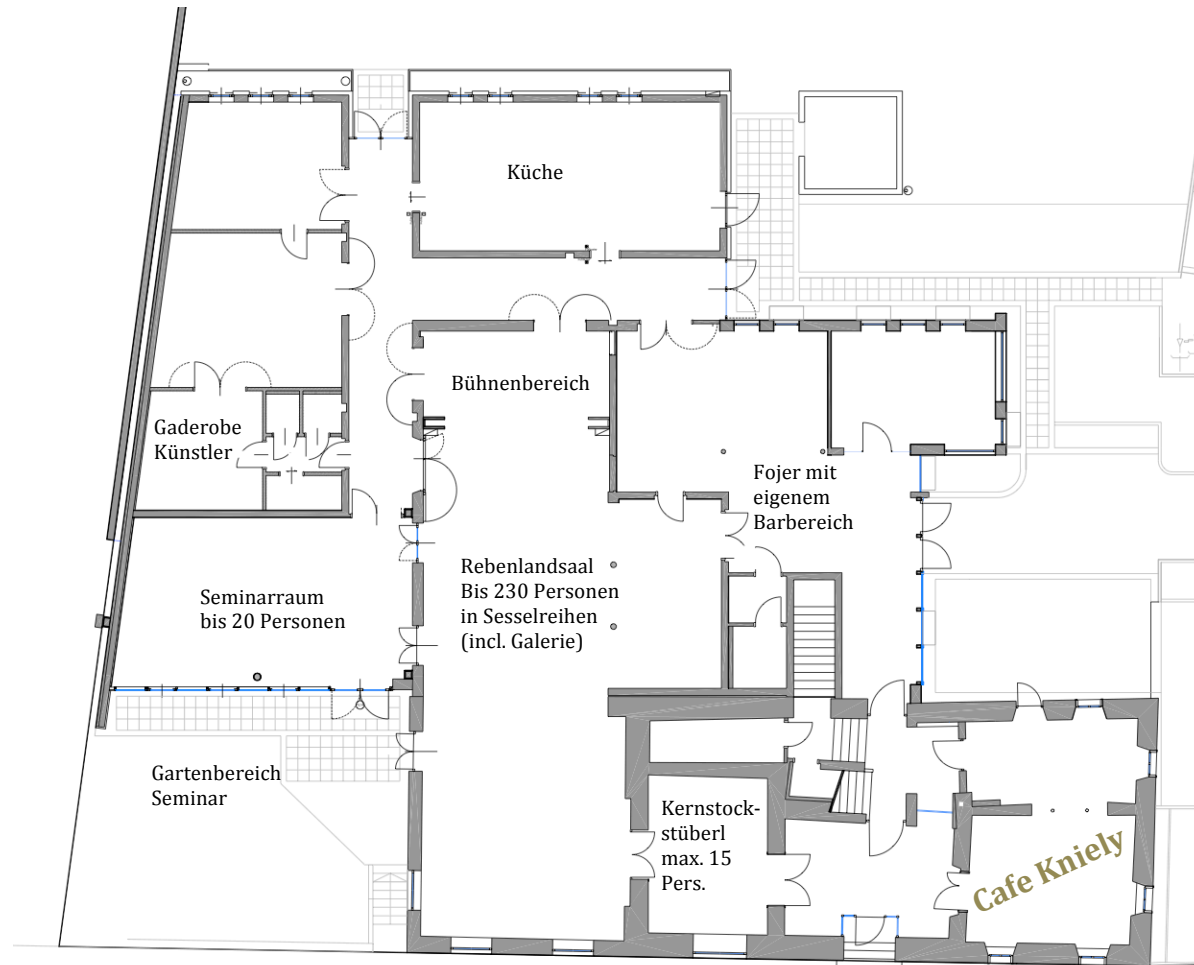 Küche
Bühnenbereich
Gaderobe
Künstler
Fojer mit
eigenem
Barbereich
Rebenlandsaal
Bis 230 Personen
in Sesselreihen
(incl. Galerie)
Seminarraum
bis 20 Personen
Gartenbereich
Seminar
Kernstock-
stüberl
max. 15
Pers.
Cafe Kniely